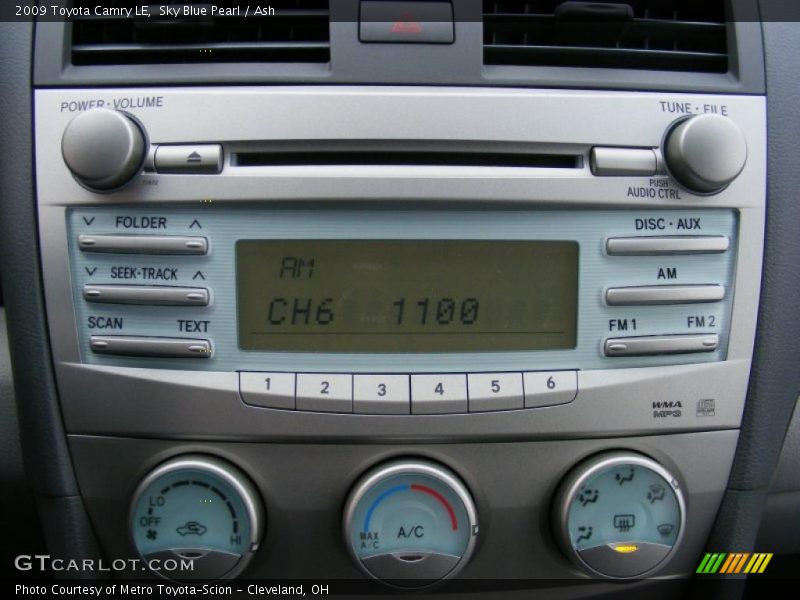 2009 Toyota Camry LE, Sky Blue Pearl / Ash
POWER·VOLUME
TUNE · FILE
PUSH
AUDIO CTRL
FOLDER
DISC · AUX
SEEK·TRACK
AM
SCAN TEXT
FM1 FM2
AM
CH6 1100
1 2 3 4 5 6
WMA
MP3
LO
OFF
HI
MAX
A/C
A/C
GTCARLOT.COM
Photo Courtesy of Metro Toyota-Scion - Cleveland, OH